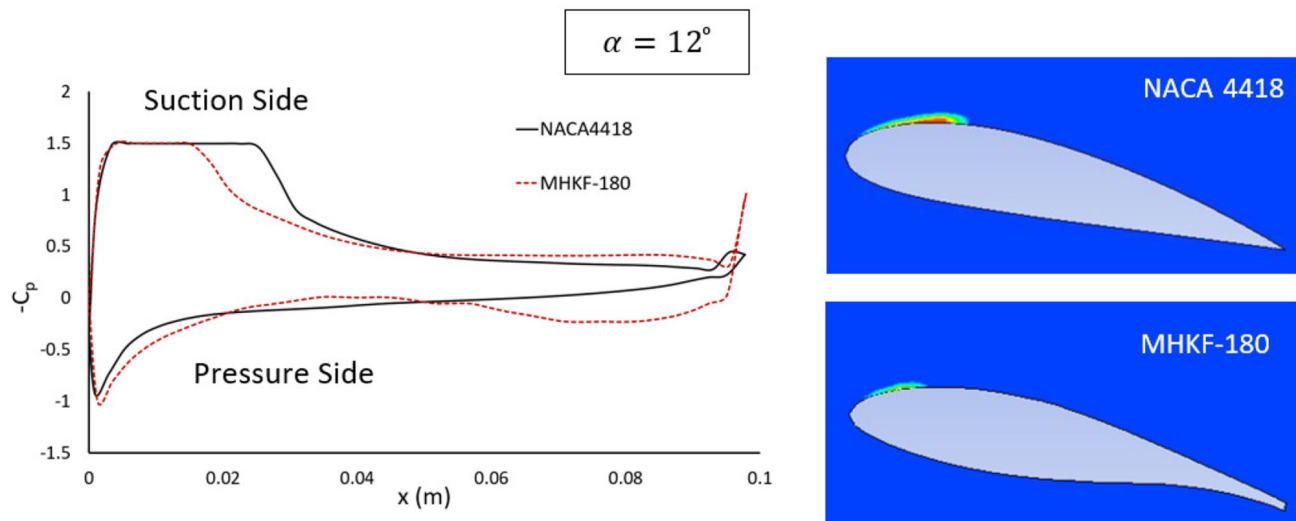 α = 12°
2
1.5
1
0.5
0
-0.5
-1
-1.5
-Cp
Suction Side
Pressure Side
NACA4418
MHKF-180
0
0.02
0.04
0.06
0.08
0.1
x (m)
NACA 4418
MHKF-180